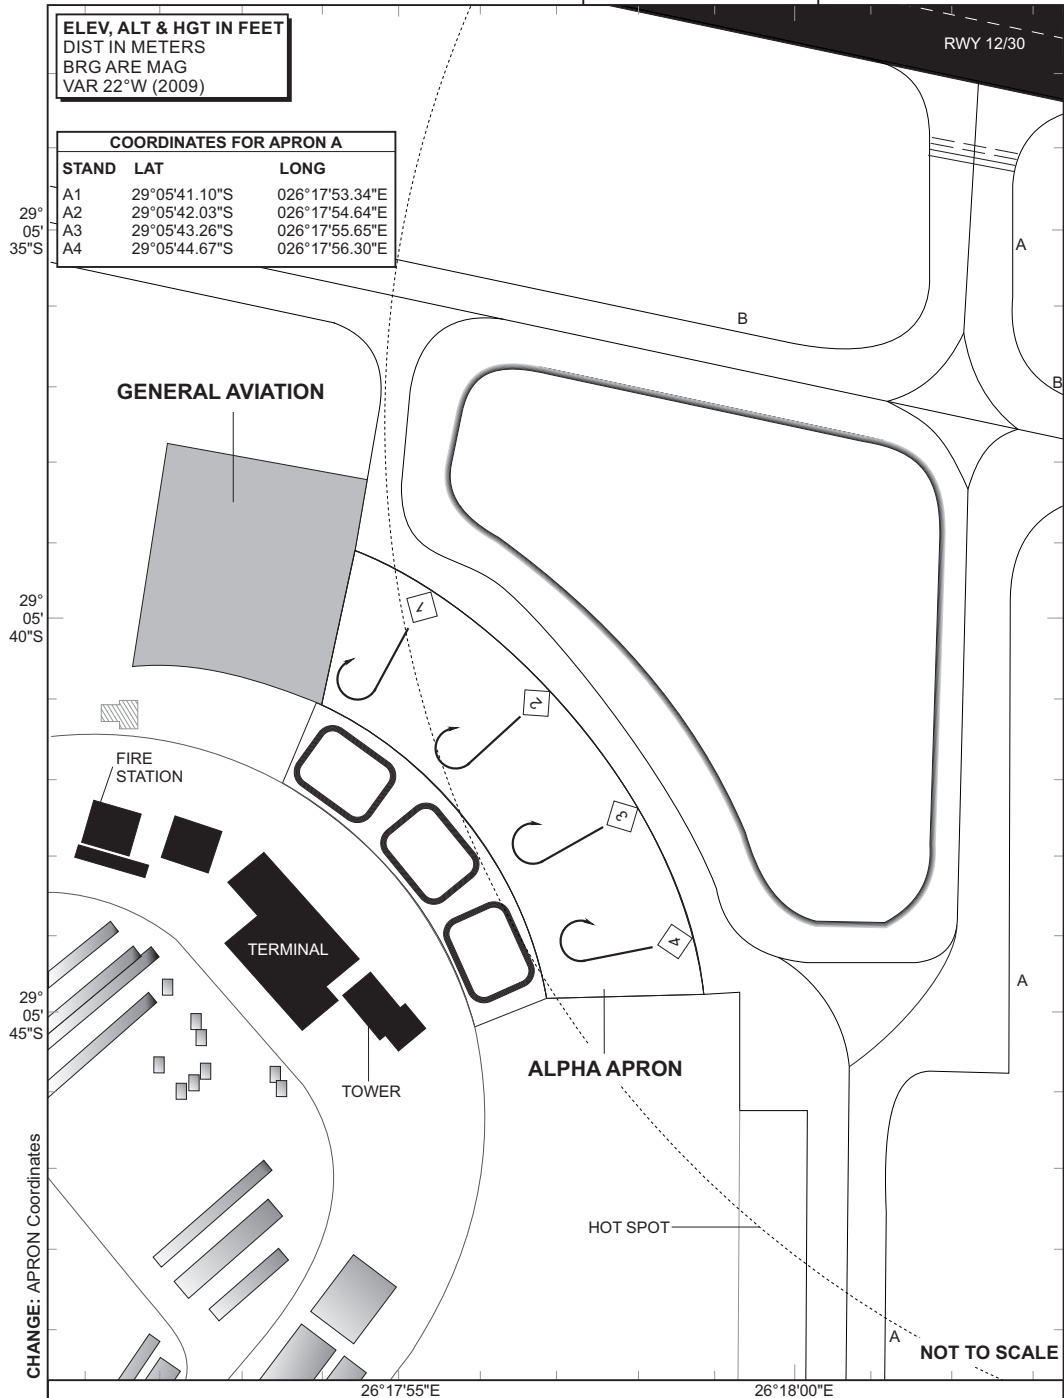 ELEV, ALT & HGT IN FEET
DIST IN METERS
BRG ARE MAG
VAR 22°W (2009)
RWY 12/30
COORDINATES FOR APRON A
STAND LAT LONG
A1 29°05'41.10"S 026°17'53.34"E
A2 29°05'42.03"S 026°17'54.64"E
A3 29°05'43.26"S 026°17'55.65"E
A4 29°05'44.67"S 026°17'56.30"E
29°
05'
35"S
A
B
B
GENERAL AVIATION
29°
05'
40"S
1
2
3
4
FIRE
STATION
TERMINAL
TOWER
ALPHA APRON
A
29°
05'
45"S
HOT SPOT
A
NOT TO SCALE
CHANGE: APRON Coordinates
26°17'55"E
26°18'00"E